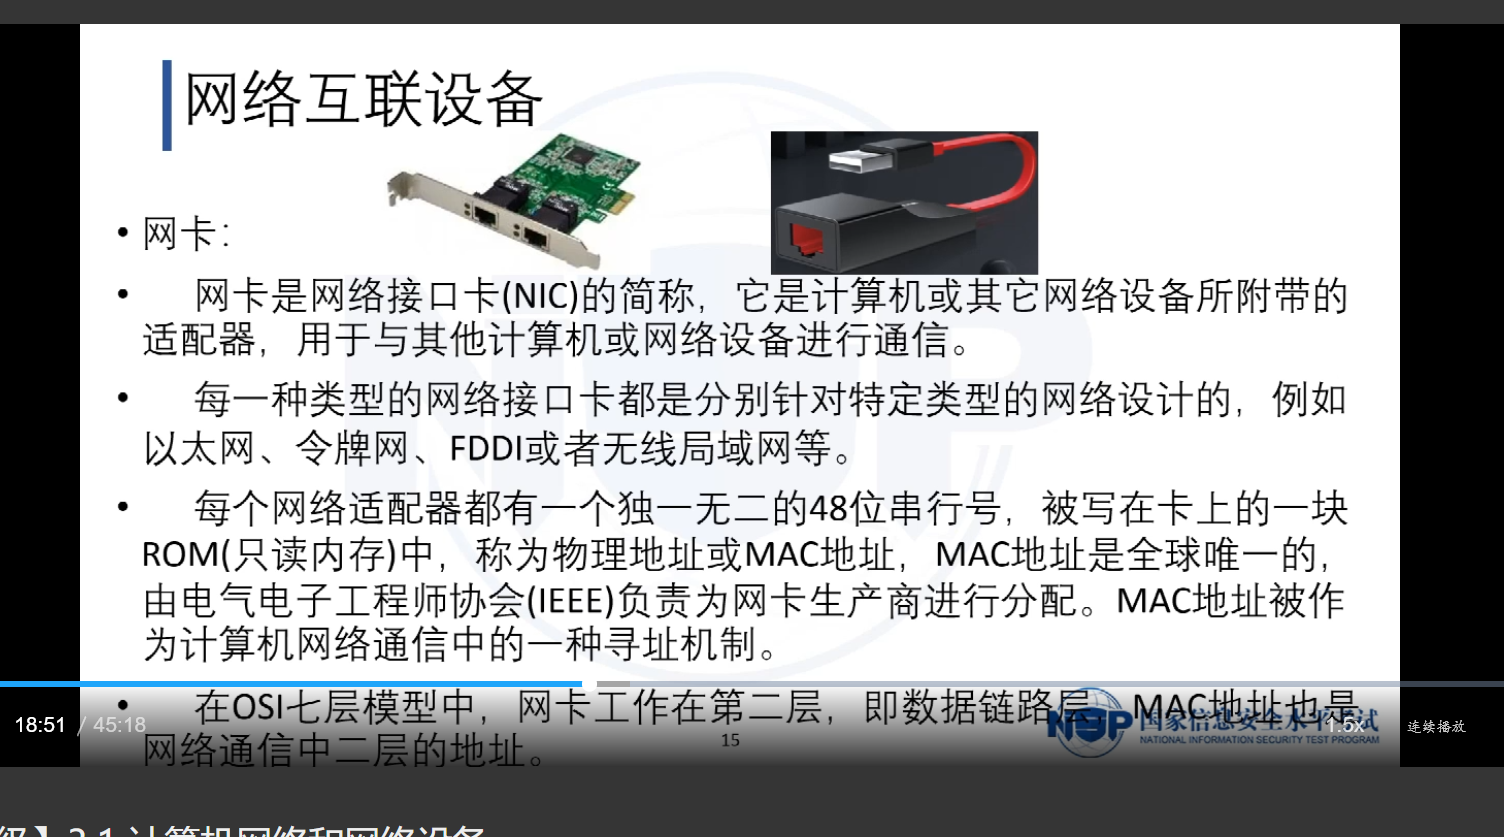 网络互联设备
• 网卡：
• 网卡是网络接口卡(NIC)的简称，它是计算机或其它网络设备所附带的
适配器，用于与其他计算机或网络设备进行通信。
• 每一种类型的网络接口卡都是分别针对特定类型的网络设计的，例如
以太网、令牌网、FDDI或者无线局域网等。
• 每个网络适配器都有一个独一无二的48位串行号，被写在卡上的一块
ROM(只读内存)中，称为物理地址或MAC地址，MAC地址是全球唯一的，
由电气电子工程师协会(IEEE)负责为网卡生产商进行分配。MAC地址被作
为计算机网络通信中的一种寻址机制。
• 在OSI七层模型中，网卡工作在第二层，即数据链路层，MAC地址也是
网络通信中二层的地址。
18:51 / 45:18
15
国家信息安全水平考试
NATIONAL INFORMATION SECURITY TEST PROGRAM
1.5x
连续播放
级】2.1 计算机网络和网络设备